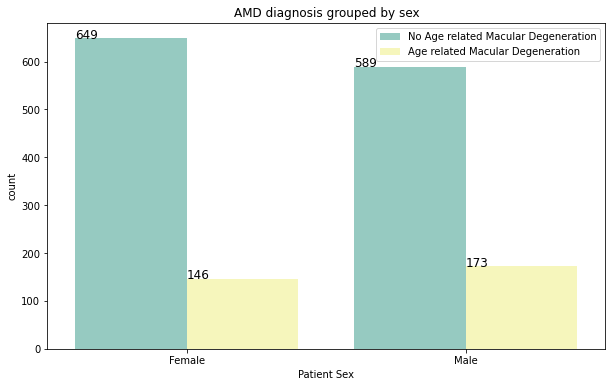 AMD diagnosis grouped by sex
No Age related Macular Degeneration
Age related Macular Degeneration
649
589
146
173
600
500
400
300
200
100
0
count
Female
Male
Patient Sex